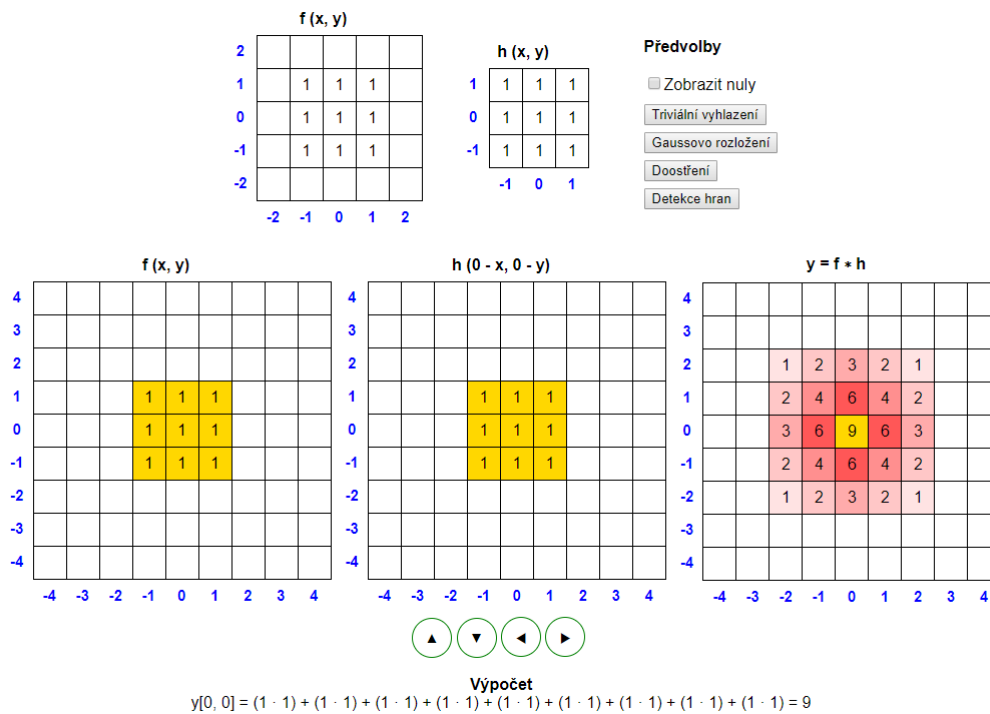 f (x, y)
2
1 1 1 1
0 1 1 1
-1 1 1 1
-2
-2 -1 0 1 2
h (x, y)
1 1 1 1
0 1 1 1
-1 1 1 1
-1 0 1
Předvolby
Zobrazit nuly
Triviální vyhlazení
Gaussovo rozložení
Doostření
Detekce hran
f (x, y)
4
3
2
1 1 1 1
0 1 1 1
-1 1 1 1
-2
-3
-4
-4 -3 -2 -1 0 1 2 3 4
h (0 - x, 0 - y)
4
3
2
1 1 1 1
0 1 1 1
-1 1 1 1
-2
-3
-4
-4 -3 -2 -1 0 1 2 3 4
y = f * h
4
3
2 1 2 3 2 1
1 2 4 6 4 2
0 3 6 9 6 3
-1 2 4 6 4 2
-2 1 2 3 2 1
-3
-4
-4 -3 -2 -1 0 1 2 3 4
▲ ▼ ◀ ▶
Výpočet
y[0, 0] = (1 · 1) + (1 · 1) + (1 · 1) + (1 · 1) + (1 · 1) + (1 · 1) + (1 · 1) + (1 · 1) + (1 · 1) = 9